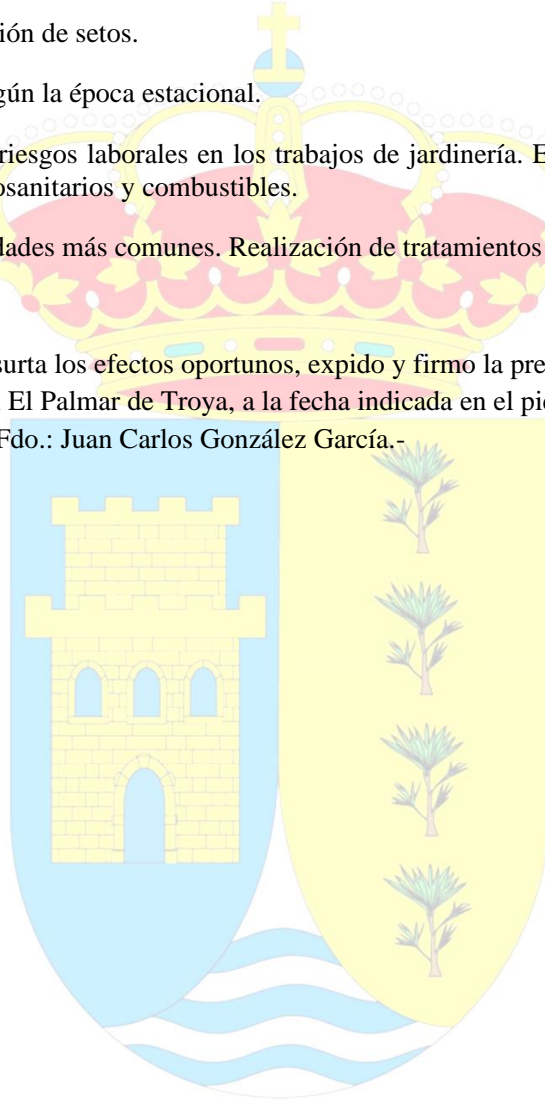 ión de setos.
gún la época estacional.
riesgos laborales en los trabajos de jardinería. E
osanitarios y combustibles.
dades más comunes. Realización de tratamientos
surta los efectos oportunos, expido y firmo la pre
El Palmar de Troya, a la fecha indicada en el pie
Fdo.: Juan Carlos González García.-